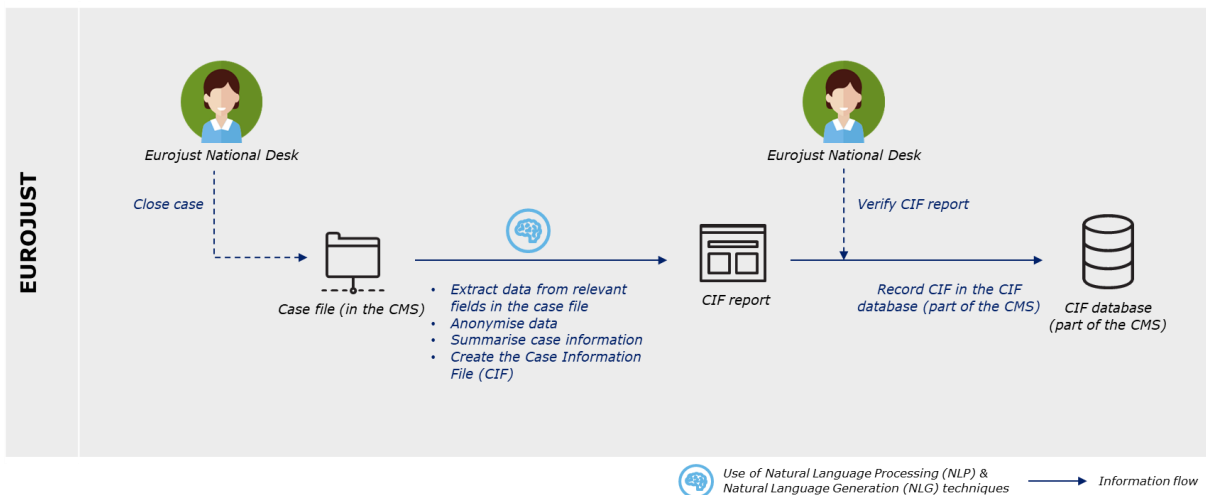 EUROJUST
Eurojust National Desk
Close case
Case file (in the CMS)
• Extract data from relevant
fields in the case file
• Anonymise data
• Summarise case information
• Create the Case Information
File (CIF)
CIF report
Eurojust National Desk
Verify CIF report
Record CIF in the CIF
database (part of the CMS)
CIF database
(part of the CMS)
Use of Natural Language Processing (NLP) &
Natural Language Generation (NLG) techniques
Information flow